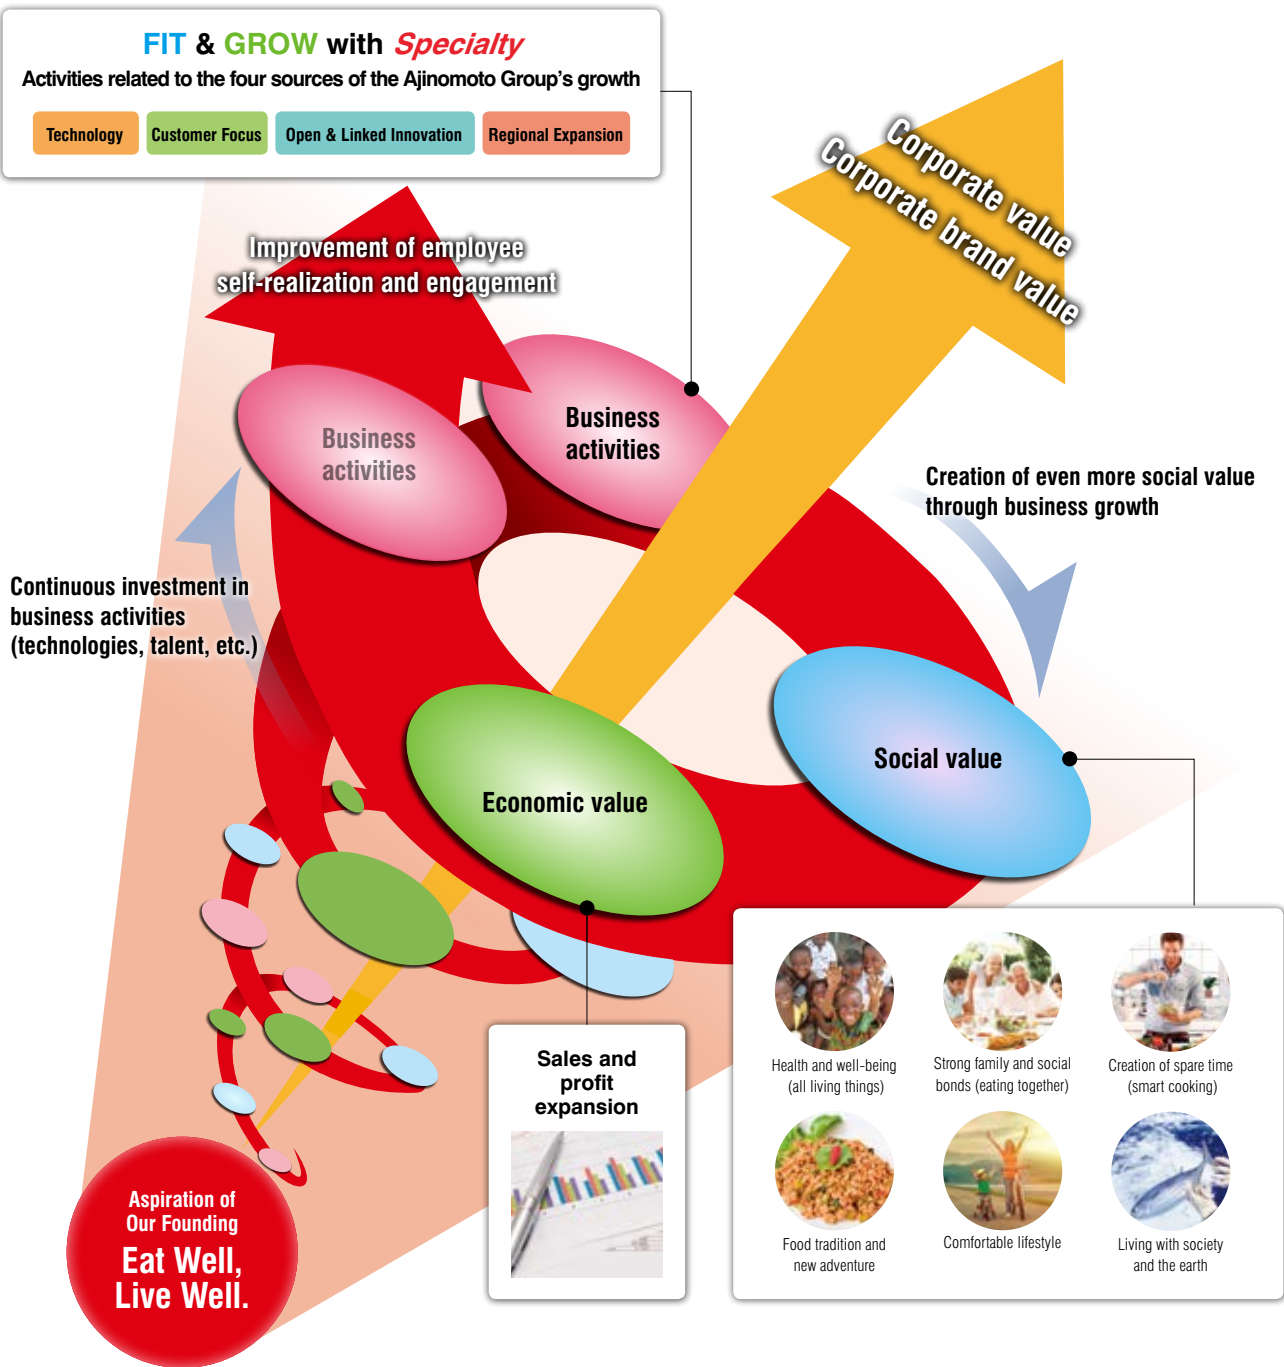 FIT & GROW with Specialty
Activities related to the four sources of the Ajinomoto Group's growth
Technology
Customer Focus
Open & Linked Innovation
Regional Expansion
Corporate value
Corporate brand value
Improvement of employee
self-realization and engagement
Business
activities
Business
activities
Creation of even more social value
through business growth
Continuous investment in
business activities
(technologies, talent, etc.)
Economic value
Social value
Sales and
profit
expansion
Health and well-being
(all living things)
Strong family and social
bonds (eating together)
Creation of spare time
(smart cooking)
Food tradition and
new adventure
Comfortable lifestyle
Living with society
and the earth
Aspiration of
Our Founding
Eat Well,
Live Well.